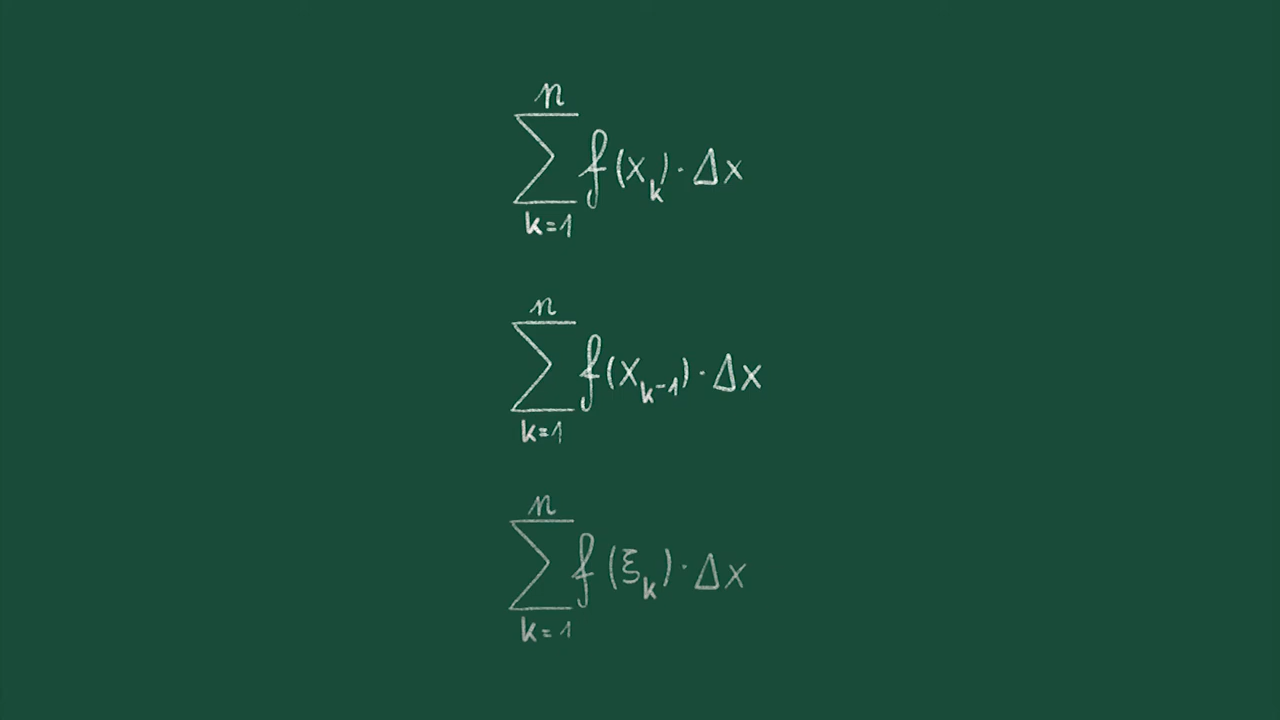 n
∑ f(x_k) · Δx
k=1
n
∑ f(x_{k-1}) · Δx
k=1
n
∑ f(ξ_k) · Δx
k=1